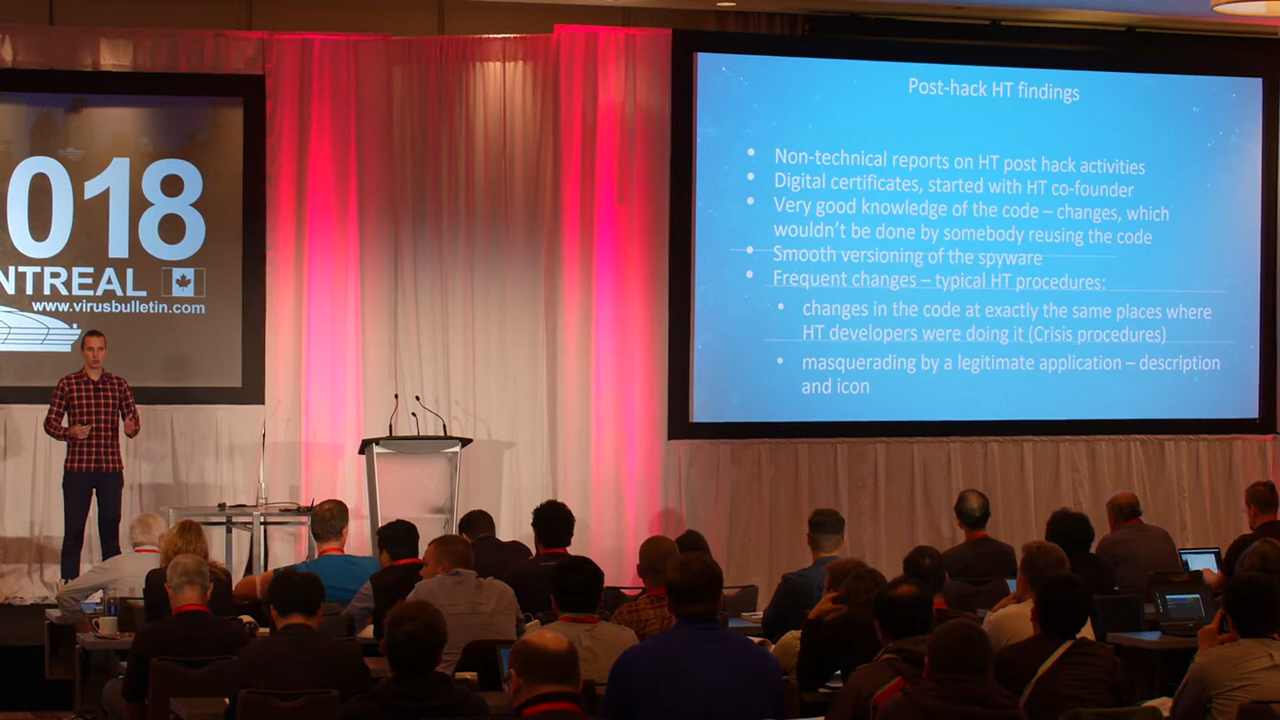 018
NTREAL
www.virusbulletin.com
Post-hack HT findings
• Non-technical reports on HT post hack activities
• Digital certificates, started with HT co-founder
• Very good knowledge of the code – changes, which
wouldn't be done by somebody reusing the code
• Smooth versioning of the spyware
• Frequent changes – typical HT procedures:
• changes in the code at exactly the same places where
HT developers were doing it (Crisis procedures)
• masquerading by a legitimate application – description
and icon